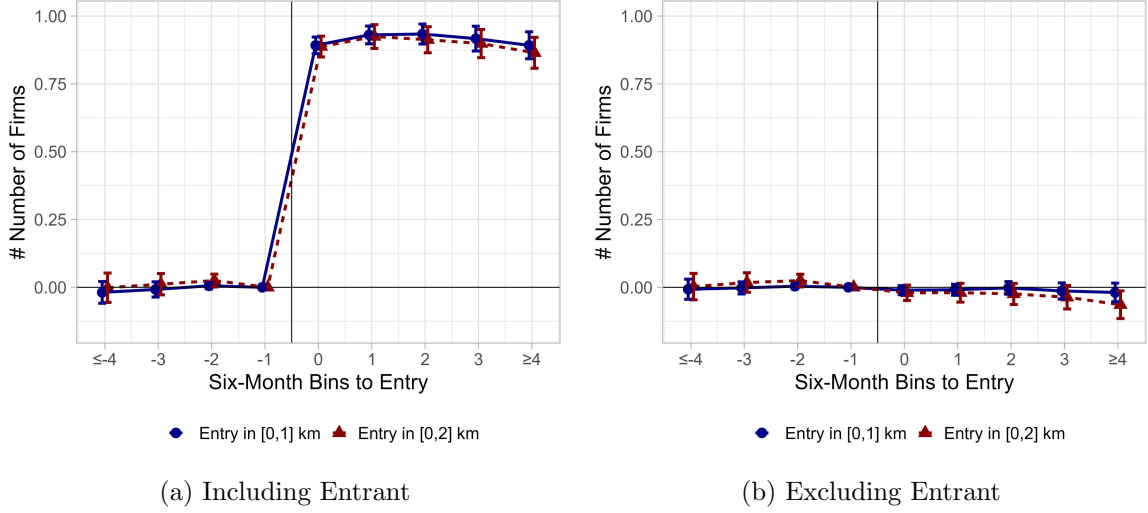 # Number of Firms
1.00
0.75
0.50
0.25
0.00
≤-4 -3 -2 -1 0 1 2 3 ≥4
Six-Month Bins to Entry
Entry in [0,1] km Entry in [0,2] km
(a) Including Entrant
# Number of Firms
1.00
0.75
0.50
0.25
0.00
≤-4 -3 -2 -1 0 1 2 3 ≥4
Six-Month Bins to Entry
Entry in [0,1] km Entry in [0,2] km
(b) Excluding Entrant